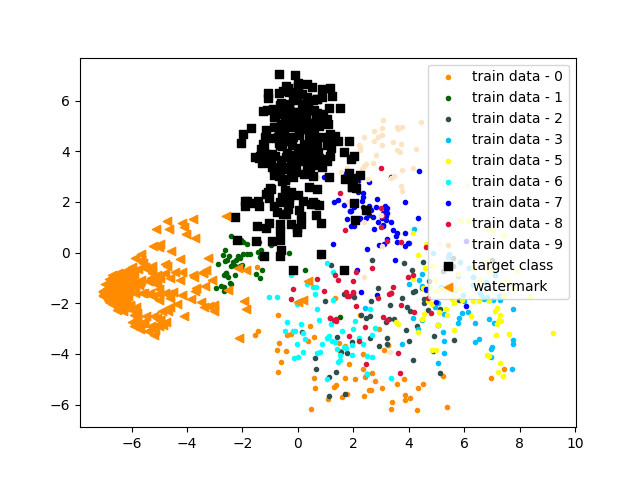 train data - 0
train data - 1
train data - 2
train data - 3
train data - 5
train data - 6
train data - 7
train data - 8
train data - 9
target class
watermark
6
4
2
0
−2
−4
−6
−6 −4 −2 0 2 4 6 8 10